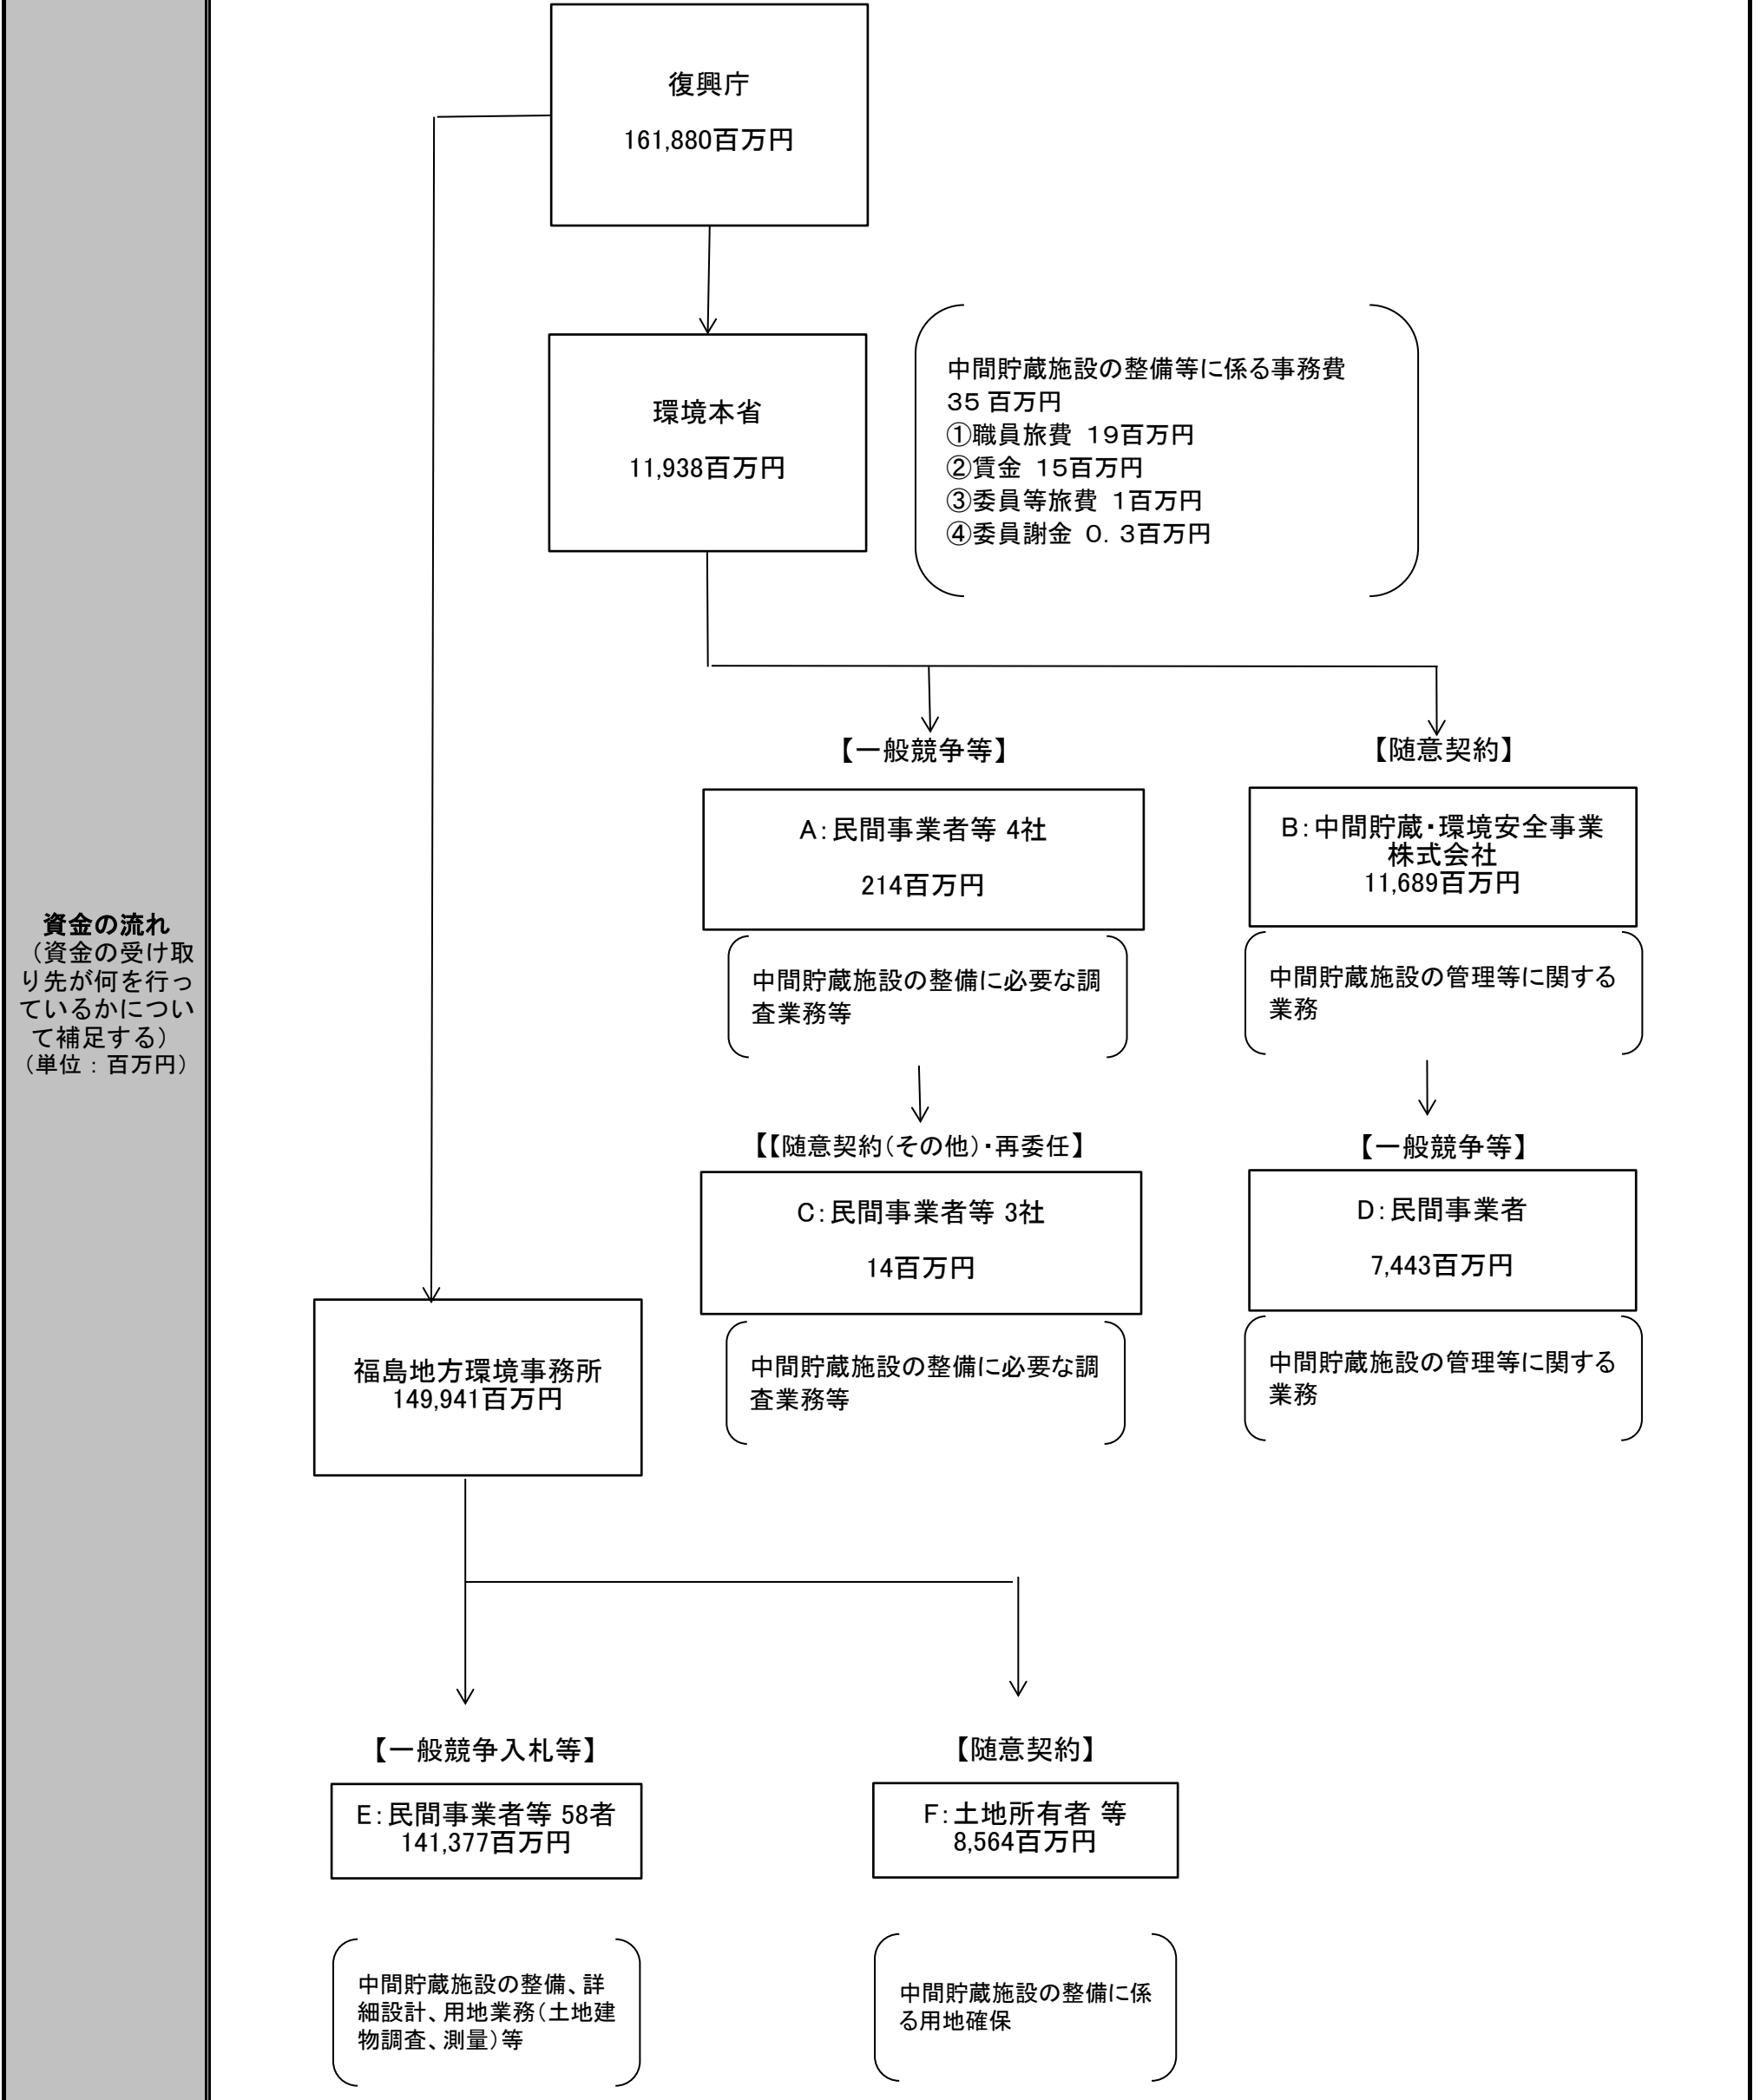 資金の流れ
（資金の受け取
り先が何を行っ
ているかについ
て補足する）
（単位：百万円）
復興庁
161,880百万円
環境本省
11,938百万円
中間貯蔵施設の整備等に係る事務費
35 百万円
①職員旅費 19百万円
②賃金 15百万円
③委員等旅費 1百万円
④委員謝金 0．3百万円
【一般競争等】
【随意契約】
A：民間事業者等 4社
214百万円
B：中間貯蔵・環境安全事業
株式会社
11,689百万円
中間貯蔵施設の整備に必要な調
査業務等
中間貯蔵施設の管理等に関する
業務
【【随意契約（その他）・再委任】
【一般競争等】
C：民間事業者等 3社
14百万円
D：民間事業者
7,443百万円
中間貯蔵施設の整備に必要な調
査業務等
中間貯蔵施設の管理等に関する
業務
福島地方環境事務所
149,941百万円
【一般競争入札等】
【随意契約】
E：民間事業者等 58者
141,377百万円
F：土地所有者 等
8,564百万円
中間貯蔵施設の整備、詳
細設計、用地業務（土地建
物調査、測量）等
中間貯蔵施設の整備に係
る用地確保